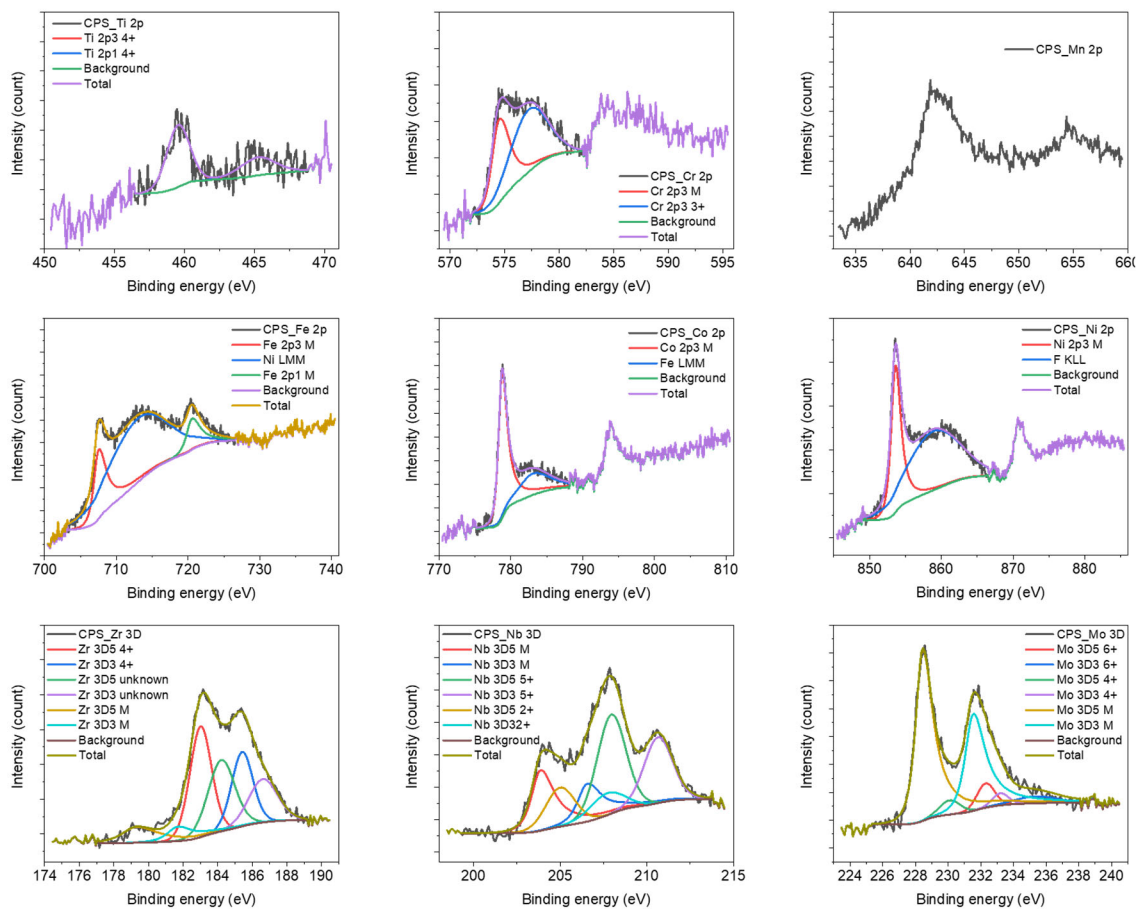 CPS_Ti 2p
Ti 2p3 4+
Ti 2p1 4+
Background
Total
Intensity (count)
450 455 460 465 470
Binding energy (eV)
CPS_Cr 2p
Cr 2p3 M
Cr 2p3 3+
Background
Total
Intensity (count)
570 575 580 585 590 595
Binding energy (eV)
CPS_Mn 2p
Intensity (count)
635 640 645 650 655 660
Binding energy (eV)
CPS_Fe 2p
Fe 2p3 M
Ni LMM
Fe 2p1 M
Background
Total
Intensity (count)
700 710 720 730 740
Binding energy (eV)
CPS_Co 2p
Co 2p3 M
Fe LMM
Background
Total
Intensity (count)
770 780 790 800 810
Binding energy (eV)
CPS_Ni 2p
Ni 2p3 M
F KLL
Background
Total
Intensity (count)
850 860 870 880
Binding energy (eV)
CPS_Zr 3D
Zr 3D5 4+
Zr 3D3 4+
Zr 3D5 unknown
Zr 3D3 unknown
Zr 3D5 M
Zr 3D3 M
Background
Total
Intensity (count)
174 176 178 180 182 184 186 188 190
Binding energy (eV)
CPS_Nb 3D
Nb 3D5 M
Nb 3D3 M
Nb 3D5 5+
Nb 3D3 5+
Nb 3D5 2+
Nb 3D32+
Background
Total
Intensity (count)
200 205 210 215
Binding energy (eV)
CPS_Mo 3D
Mo 3D5 6+
Mo 3D3 6+
Mo 3D5 4+
Mo 3D3 4+
Mo 3D5 M
Mo 3D3 M
Background
Total
Intensity (count)
224 226 228 230 232 234 236 238 240
Binding energy (eV)